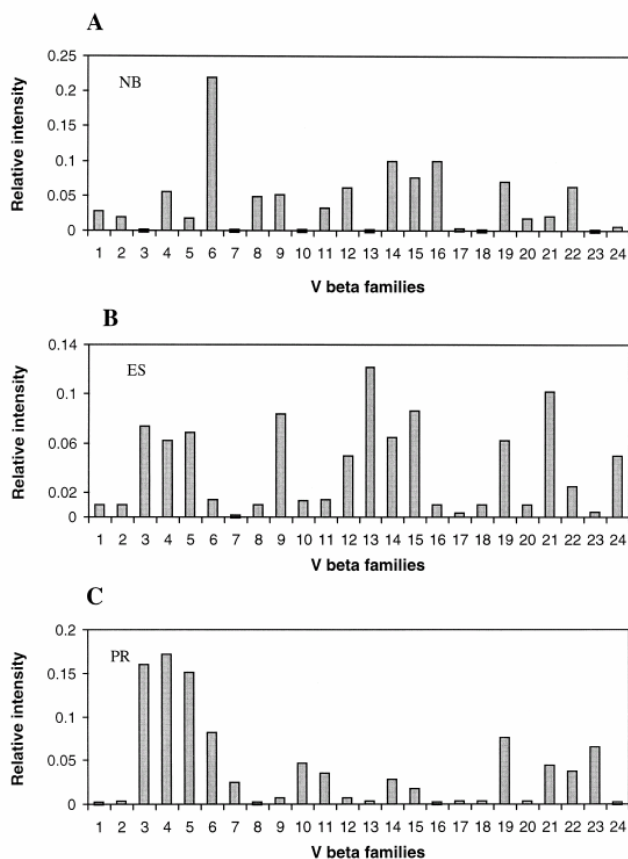 A
NB
Relative intensity
0.25
0.2
0.15
0.1
0.05
0
1 2 3 4 5 6 7 8 9 10 11 12 13 14 15 16 17 18 19 20 21 22 23 24
V beta families
B
ES
Relative intensity
0.14
0.1
0.06
0.02
0
1 2 3 4 5 6 7 8 9 10 11 12 13 14 15 16 17 18 19 20 21 22 23 24
V beta families
C
PR
Relative intensity
0.2
0.15
0.1
0.05
0
1 2 3 4 5 6 7 8 9 10 11 12 13 14 15 16 17 18 19 20 21 22 23 24
V beta families